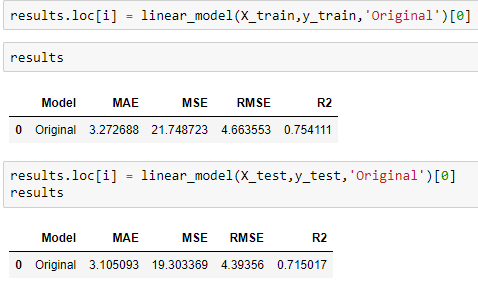 results.loc[i] = linear_model(X_train,y_train,'Original')[0]
results
Model MAE MSE RMSE R2
0 Original 3.272688 21.748723 4.663553 0.754111
results.loc[i] = linear_model(X_test,y_test,'Original')[0]
results
Model MAE MSE RMSE R2
0 Original 3.105093 19.303369 4.39356 0.715017